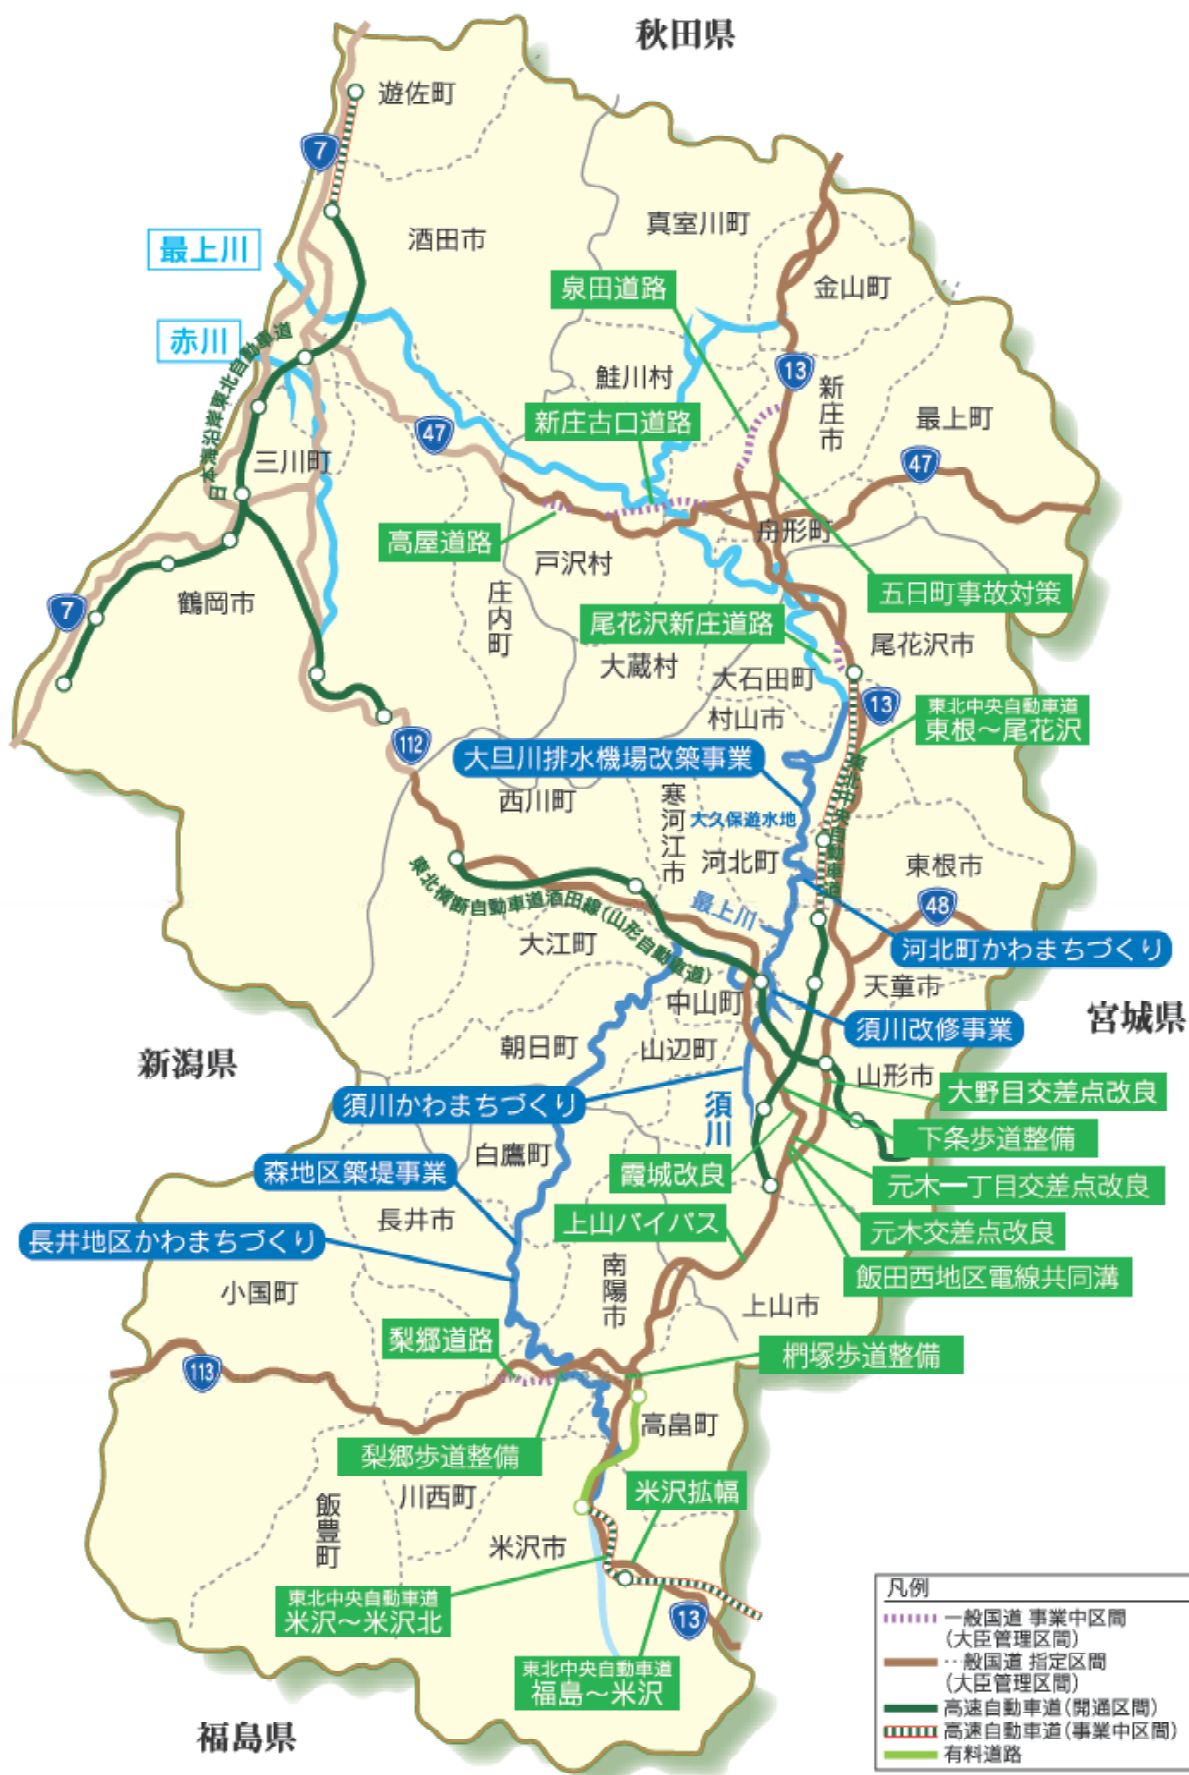 秋田県
遊佐町
7
酒田市
真室川町
最上川
泉田道路
金山町
赤川
日本海沿岸東北自動車道
鮭川村
13
新庄市
新庄古口道路
最上町
47
47
三川町
高屋道路
舟形町
戸沢村
五日町事故対策
7
鶴岡市
庄内町
尾花沢新庄道路
尾花沢市
大蔵村
大石田町
13
村山市
東北中央自動車道
東根～尾花沢
112
大旦川排水機場改築事業
東北中央自動車道
西川町
寒河江市
大久保遊水地
河北町
東根市
東北横断自動車道酒田線(山形自動車道)
最上川
48
大江町
河北町かわまちづくり
天童市
中山町
宮城県
須川改修事業
朝日町
山辺町
新潟県
山形市
大野目交差点改良
須川かわまちづくり
須川
下条歩道整備
白鷹町
霞城改良
森地区築堤事業
元木一丁目交差点改良
長井市
上山バイパス
元木交差点改良
長井地区かわまちづくり
飯田西地区電線共同溝
小国町
南陽市
上山市
梨郷道路
椚塚歩道整備
113
高畠町
梨郷歩道整備
米沢拡幅
川西町
飯豊町
米沢市
東北中央自動車道
米沢～米沢北
13
東北中央自動車道
福島～米沢
福島県
凡例
一般国道 事業中区間
(大臣管理区間)
一般国道 指定区間
(大臣管理区間)
高速自動車道(開通区間)
高速自動車道(事業中区間)
有料道路